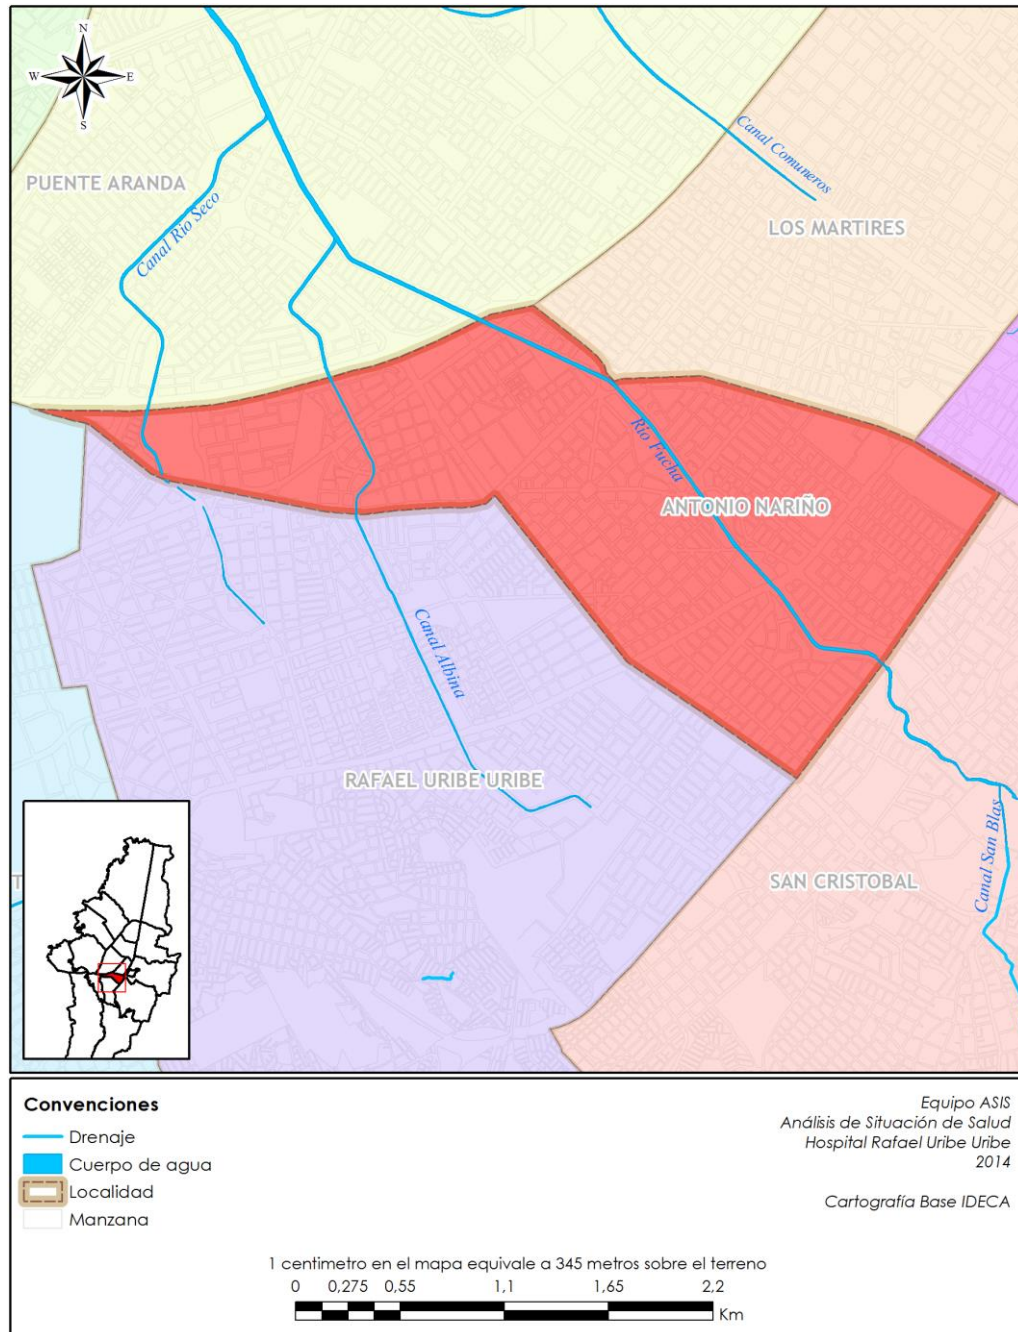 N
W E
S
Canal Comuneros
PUENTE ARANDA
Canal Rio Seco
LOS MARTIRES
Rio Fucha
ANTONIO NARIÑO
Canal Albina
RAFAEL URIBE URIBE
SAN CRISTOBAL
Canal San Blas
T
Convenciones
Drenaje
Cuerpo de agua
Localidad
Manzana
Equipo ASIS
Análisis de Situación de Salud
Hospital Rafael Uribe Uribe
2014
Cartografía Base IDECA
1 centimetro en el mapa equivale a 345 metros sobre el terreno
0 0,275 0,55 1,1 1,65 2,2
Km